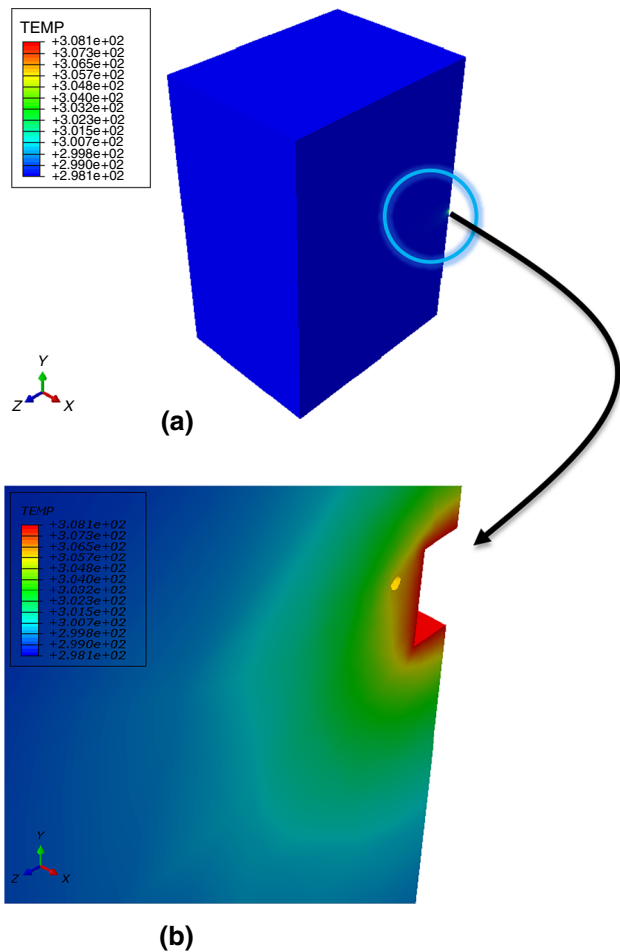 TEMP
+3.081e+02
+3.073e+02
+3.065e+02
+3.057e+02
+3.048e+02
+3.040e+02
+3.032e+02
+3.023e+02
+3.015e+02
+3.007e+02
+2.998e+02
+2.990e+02
+2.981e+02
Y
Z X
(a)
TEMP
+3.081e+02
+3.073e+02
+3.065e+02
+3.057e+02
+3.048e+02
+3.040e+02
+3.032e+02
+3.023e+02
+3.015e+02
+3.007e+02
+2.998e+02
+2.990e+02
+2.981e+02
Y
Z X
(b)